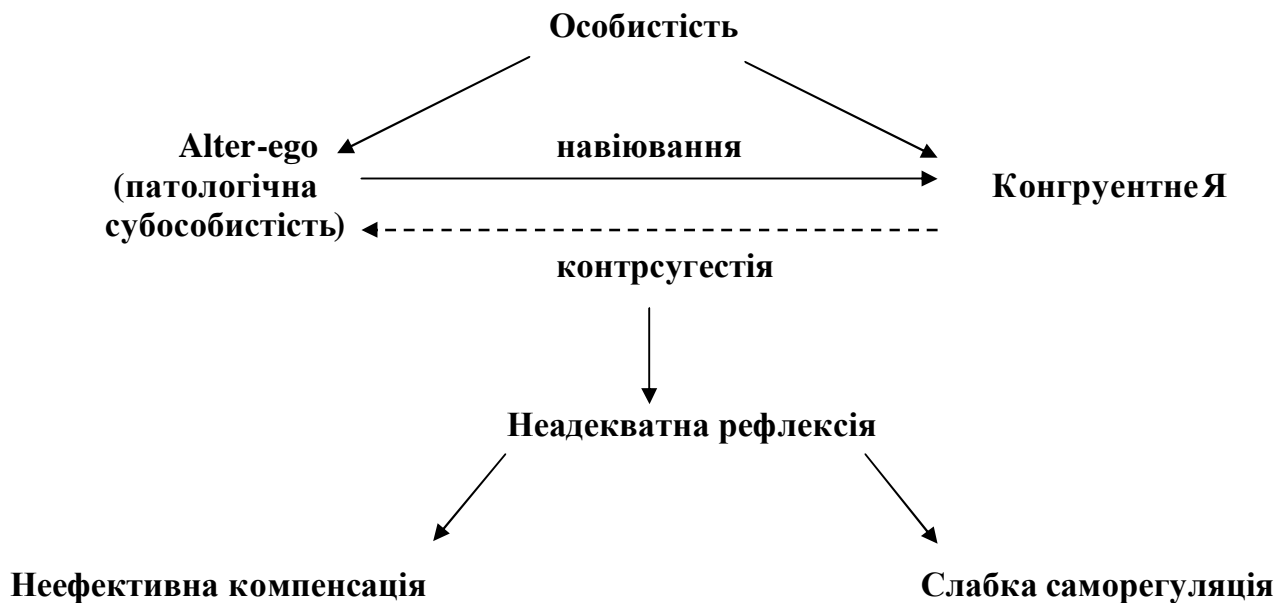 Особистість
Alter-ego
(патологічна
субособистість)
навіювання
Конгруентне Я
контрсугестія
Неадекватна рефлексія
Неефективна компенсація
Слабка саморегуляція